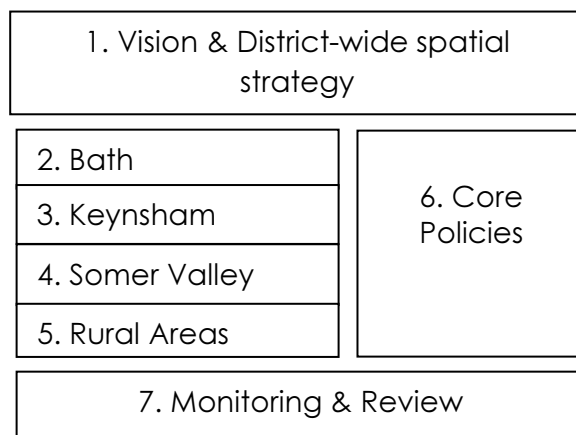 1. Vision & District-wide spatial
strategy
2. Bath
3. Keynsham
4. Somer Valley
5. Rural Areas
6. Core
Policies
7. Monitoring & Review